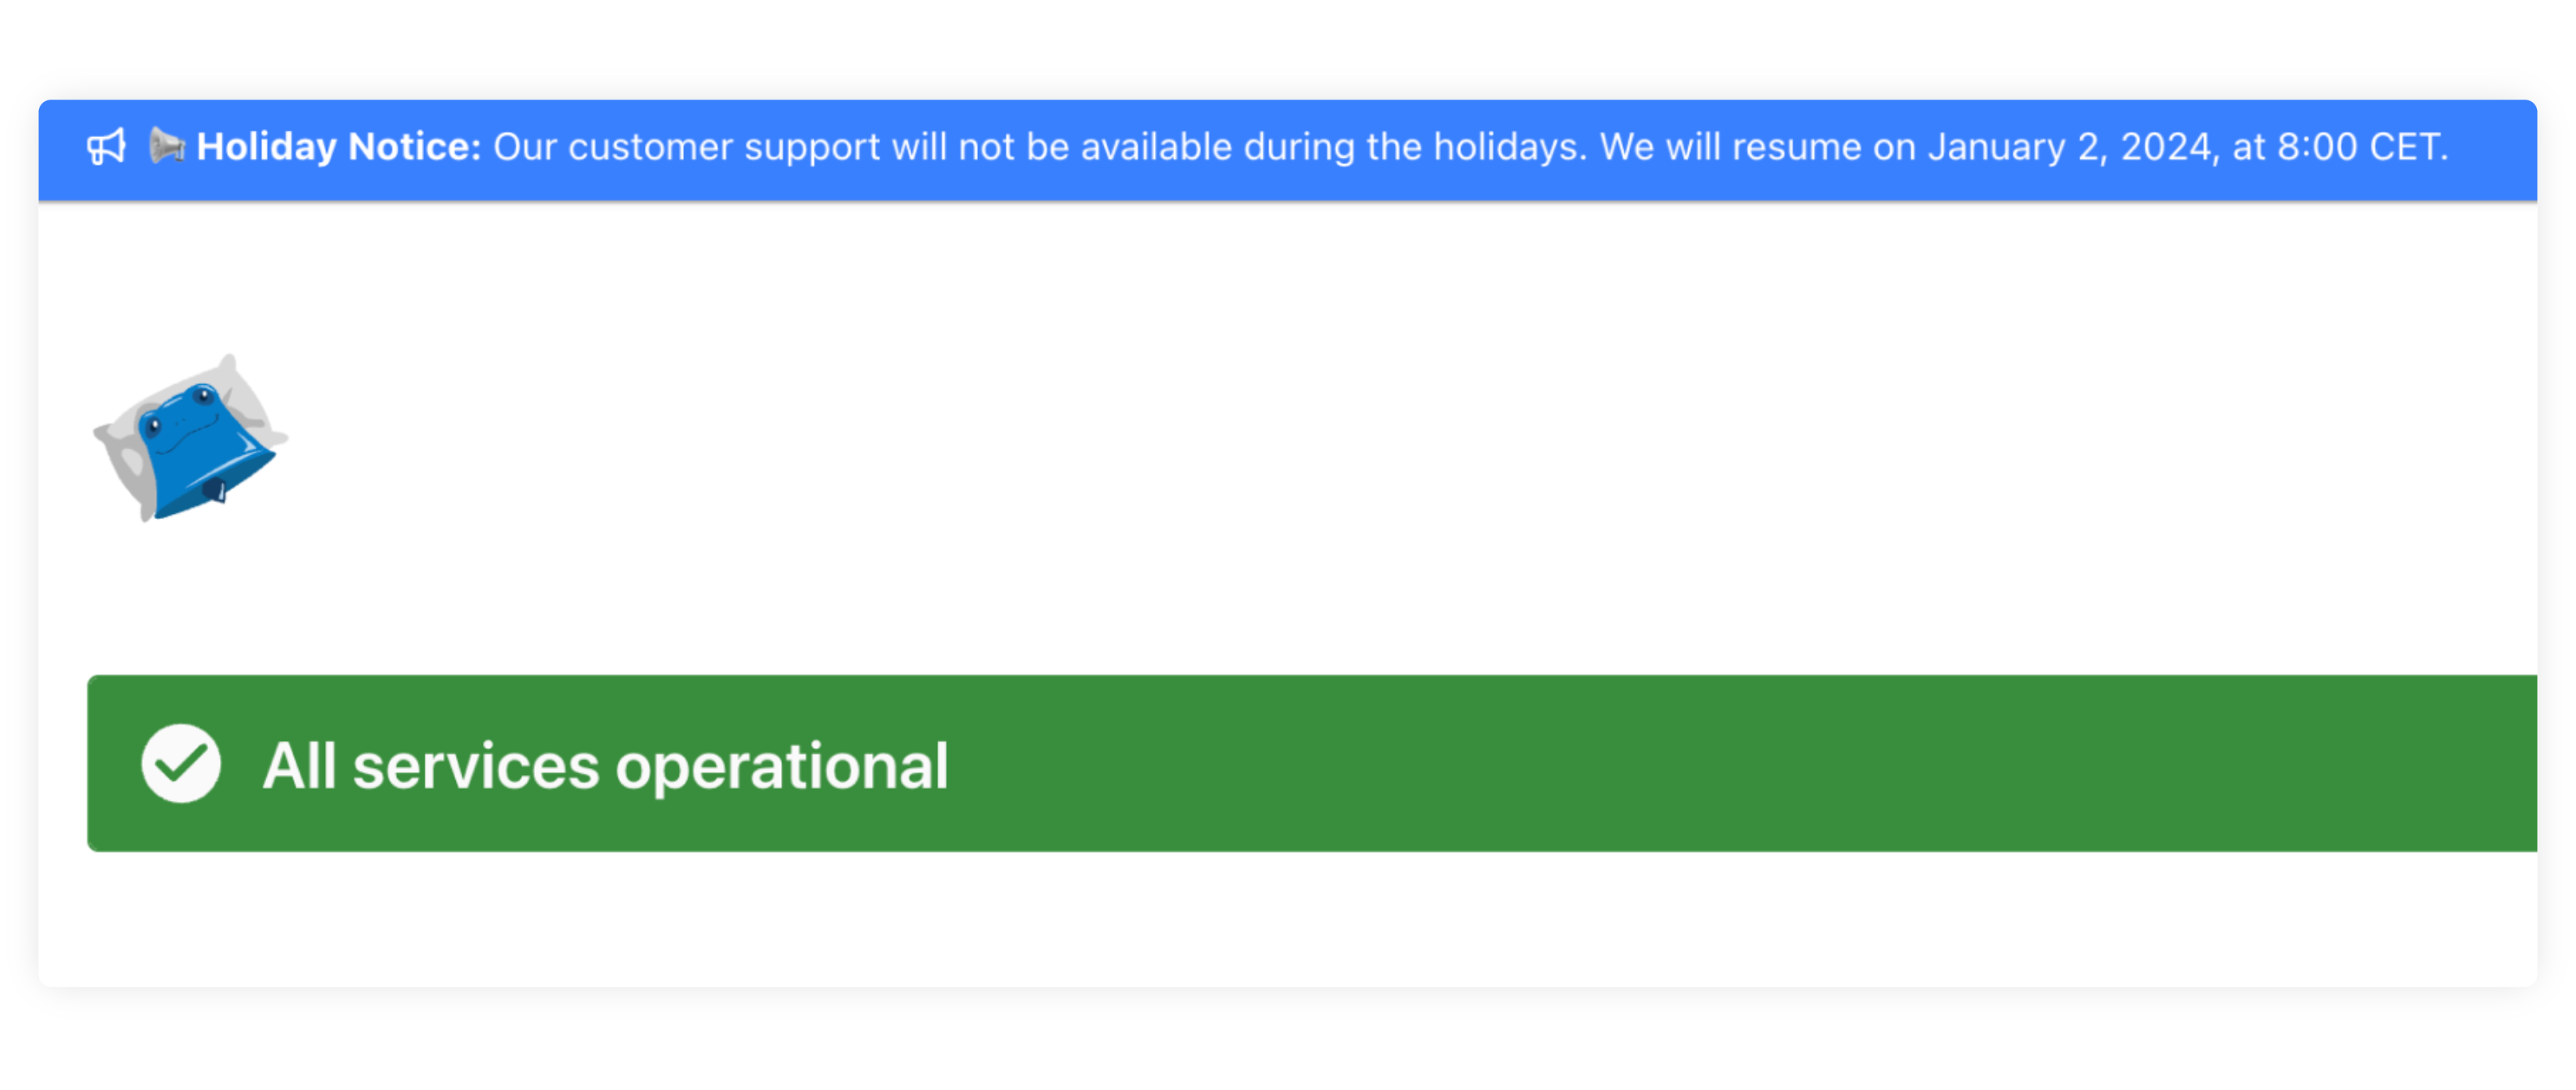 📢 Holiday Notice: Our customer support will not be available during the holidays. We will resume on January 2, 2024, at 8:00 CET.
All services operational